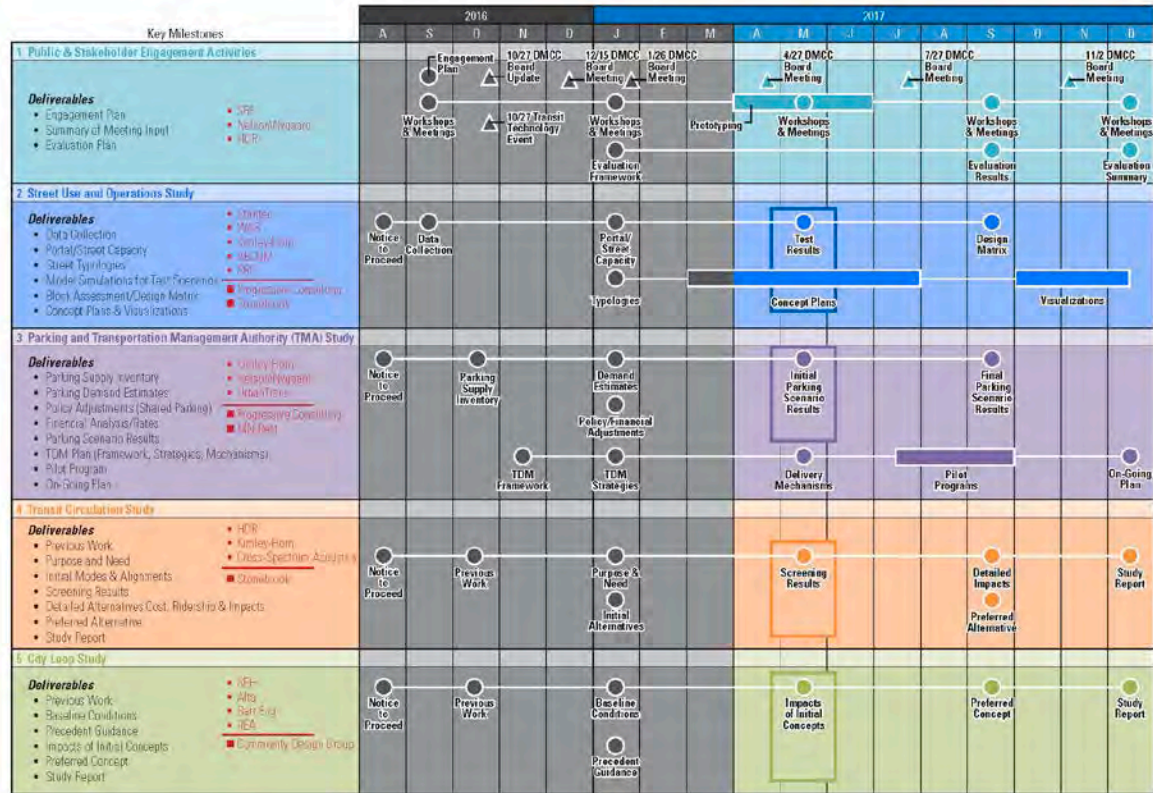 2016
2017
Key Milestones
A S O N D J F M A M J J A S O N D
1 Public & Stakeholder Engagement Activities
Deliverables
• Engagement Plan
• Summary of Meeting Input
• Evaluation Plan
• SRF
• Nelson\Nygaard
• HDR
Engagement
Plan
10/27 DMCC
Board
Update
12/15 DMCC
Board
Meeting
1/26 DMCC
Board
Meeting
4/27 DMCC
Board
Meeting
7/27 DMCC
Board
Meeting
11/2 DMCC
Board
Meeting
Workshops
& Meetings
10/27 Transit
Technology
Event
Workshops
& Meetings
Prototyping
Workshops
& Meetings
Workshops
& Meetings
Workshops
& Meetings
Evaluation
Framework
Evaluation
Results
Evaluation
Summary
2 Street Use and Operations Study
Deliverables
• Data Collection
• Portal/Street Capacity
• Street Typologies
• Model Simulations for Test Scenarios
• Block Assessment/Design Matrix
• Concept Plans & Visualizations
• Kimley-Horn
■ Progressive Consulting
■ Stonebrook
Notice
to
Proceed
Data
Collection
Portal/
Street
Capacity
Test
Results
Design
Matrix
Typologies
Concept Plans
Visualizations
3 Parking and Transportation Management Authority (TMA) Study
Deliverables
• Parking Supply Inventory
• Parking Demand Estimates
• Policy Adjustments (Shared Parking)
• Financial Analysis/Rates
• Parking Scenario Results
• TDM Plan (Framework, Strategies, Mechanisms)
• Pilot Program
• On-Going Plan
• Kimley-Horn
• Nelson\Nygaard
• UrbanTrans
■ Progressive Consulting
Notice
to
Proceed
Parking
Supply
Inventory
Demand
Estimates
Initial
Parking
Scenario
Results
Final
Parking
Scenario
Results
Policy/Financial
Adjustments
TDM
Framework
TDM
Strategies
Delivery
Mechanisms
Pilot
Programs
On-Going
Plan
4 Transit Circulation Study
Deliverables
• Previous Work
• Purpose and Need
• Initial Modes & Alignments
• Screening Results
• Detailed Alternatives Cost, Ridership & Impacts
• Preferred Alternative
• Study Report
• HDR
• Kimley-Horn
• Cross-Spectrum Acoustics
■ Stonebrook
Notice
to
Proceed
Previous
Work
Purpose &
Need
Screening
Results
Detailed
Impacts
Study
Report
Initial
Alternatives
Preferred
Alternative
5 City Loop Study
Deliverables
• Previous Work
• Baseline Conditions
• Precedent Guidance
• Impacts of Initial Concepts
• Preferred Concept
• Study Report
• Alta
• Barr Eng
■ Community Design Group
Notice
to
Proceed
Previous
Work
Baseline
Conditions
Impacts
of Initial
Concepts
Preferred
Concept
Study
Report
Precedent
Guidance